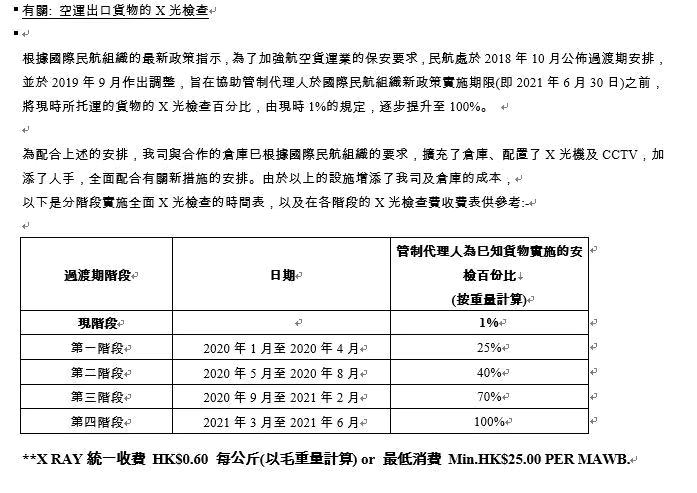 有關: 空運出口貨物的 X 光檢查
根據國際民航組織的最新政策指示，為了加強航空貨運業的保安要求，民航處於 2018 年 10 月公佈過渡期安排，
並於 2019 年 9 月作出調整，旨在協助管制代理人於國際民航組織新政策實施期限(即 2021 年 6 月 30 日)之前，
將現時所托運的貨物的 X 光檢查百分比，由現時 1%的規定，逐步提升至 100%。
為配合上述的安排，我司與合作的倉庫已根據國際民航組織的要求，擴充了倉庫、配置了 X 光機及 CCTV，加
添了人手，全面配合有關新措施的安排。由於以上的設施增添了我司及倉庫的成本，
以下是分階段實施全面 X 光檢查的時間表，以及在各階段的 X 光檢查費收費表供參考:-
過渡期階段 日期 管制代理人為已知貨物實施的安
檢百份比
(按重量計算)
現階段 1%
第一階段 2020 年 1 月至 2020 年 4 月 25%
第二階段 2020 年 5 月至 2020 年 8 月 40%
第三階段 2020 年 9 月至 2021 年 2 月 70%
第四階段 2021 年 3 月至 2021 年 6 月 100%
**X RAY 統一收費 HK$0.60 每公斤(以毛重量計算) or 最低消費 Min.HK$25.00 PER MAWB.